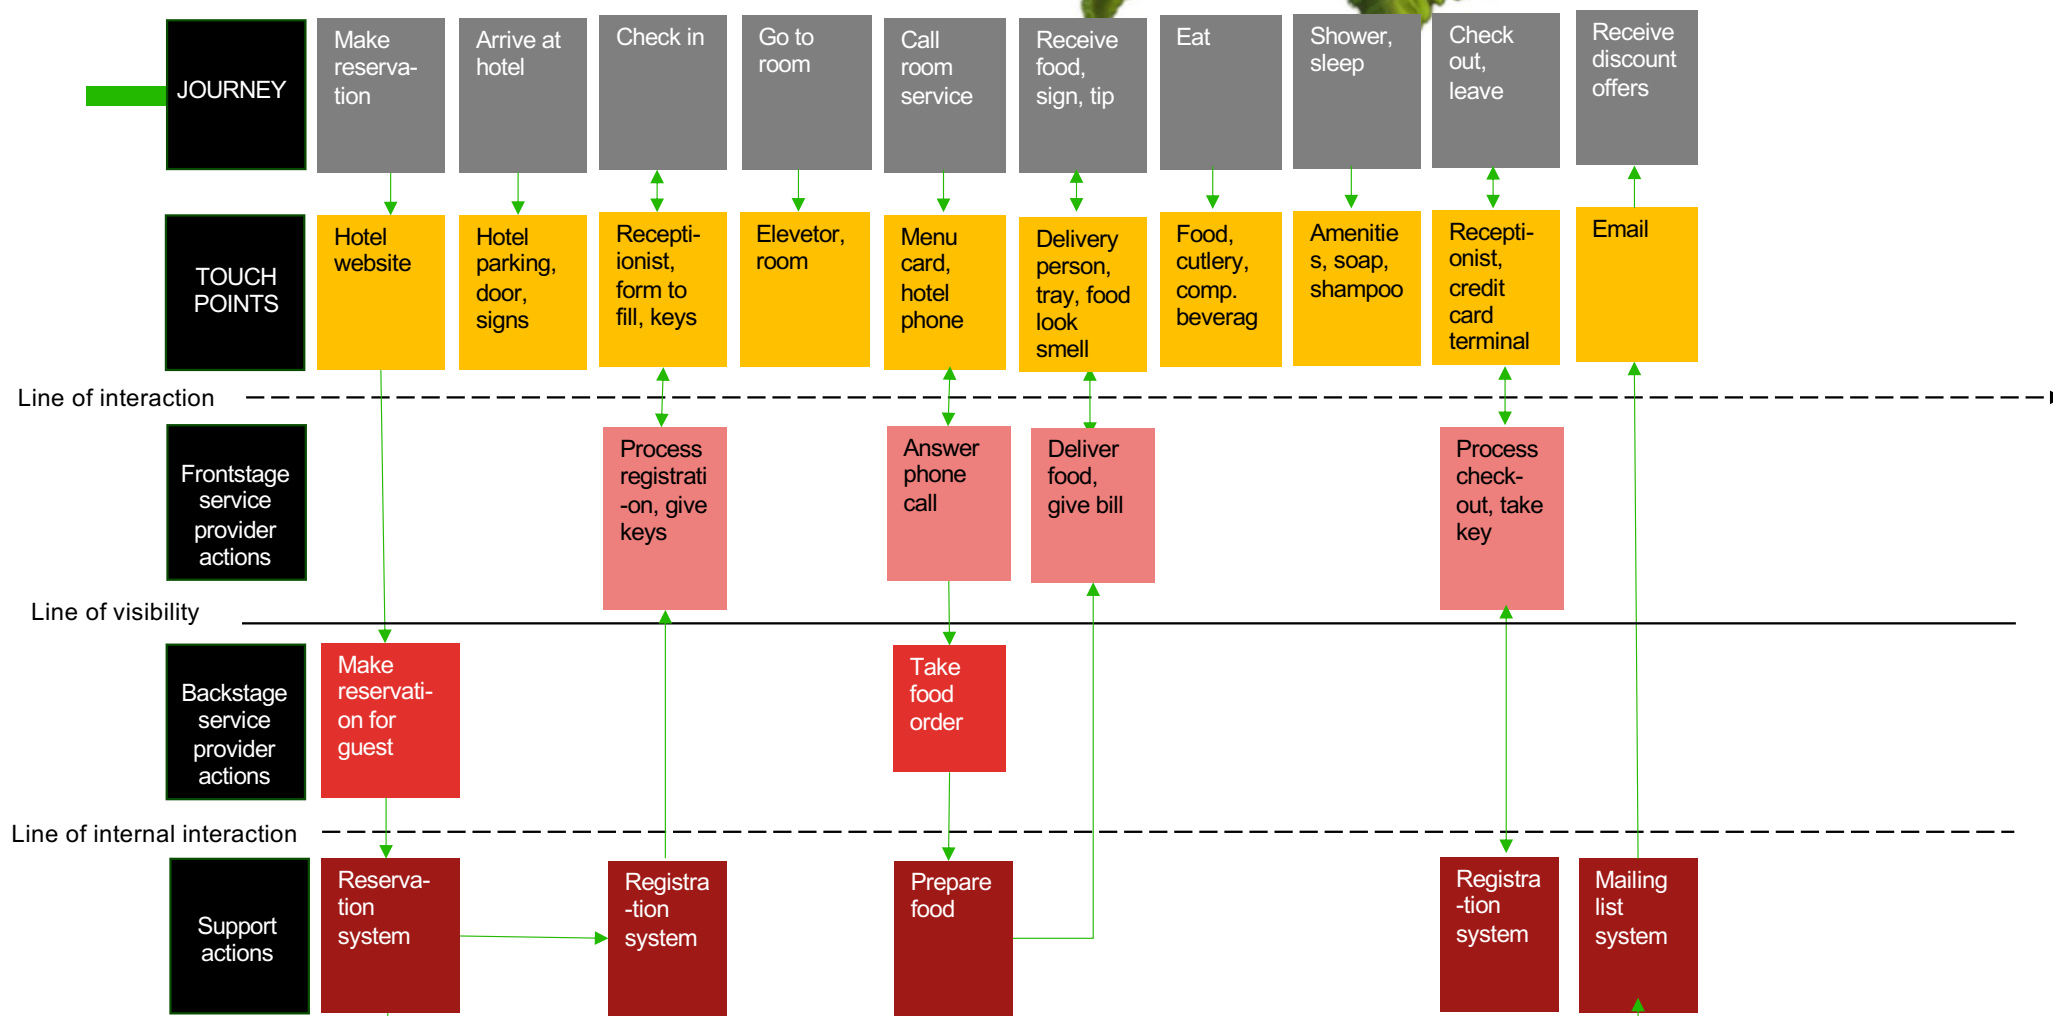 JOURNEY
Make
reserva-
tion
Arrive at
hotel
Check in
Go to
room
Call
room
service
Receive
food,
sign, tip
Eat
Shower,
sleep
Check
out,
leave
Receive
discount
offers
TOUCH
POINTS
Hotel
website
Hotel
parking,
door,
signs
Recepti-
ionist,
form to
fill, keys
Elevetor,
room
Menu
card,
hotel
phone
Delivery
person,
tray, food
look
smell
Food,
cutlery,
comp.
beverag
Amenitie
s, soap,
shampoo
Recepti-
onist,
credit
card
terminal
Email
Line of interaction
Frontstage
service
provider
actions
Process
registrati
-on, give
keys
Answer
phone
call
Deliver
food,
give bill
Process
check-
out, take
key
Line of visibility
Backstage
service
provider
actions
Make
reservati-
on for
guest
Take
food
order
Line of internal interaction
Support
actions
Reserva-
tion
system
Registra
-tion
system
Prepare
food
Registra
-tion
system
Mailing
list
system